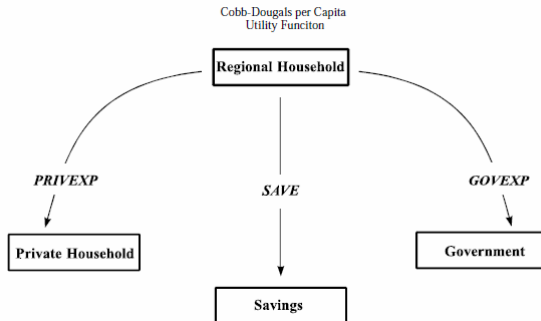 Cobb-Dougals per Capita
Utility Funciton
Regional Household
PRIVEXP
SAVE
GOVEXP
Private Household
Government
Savings